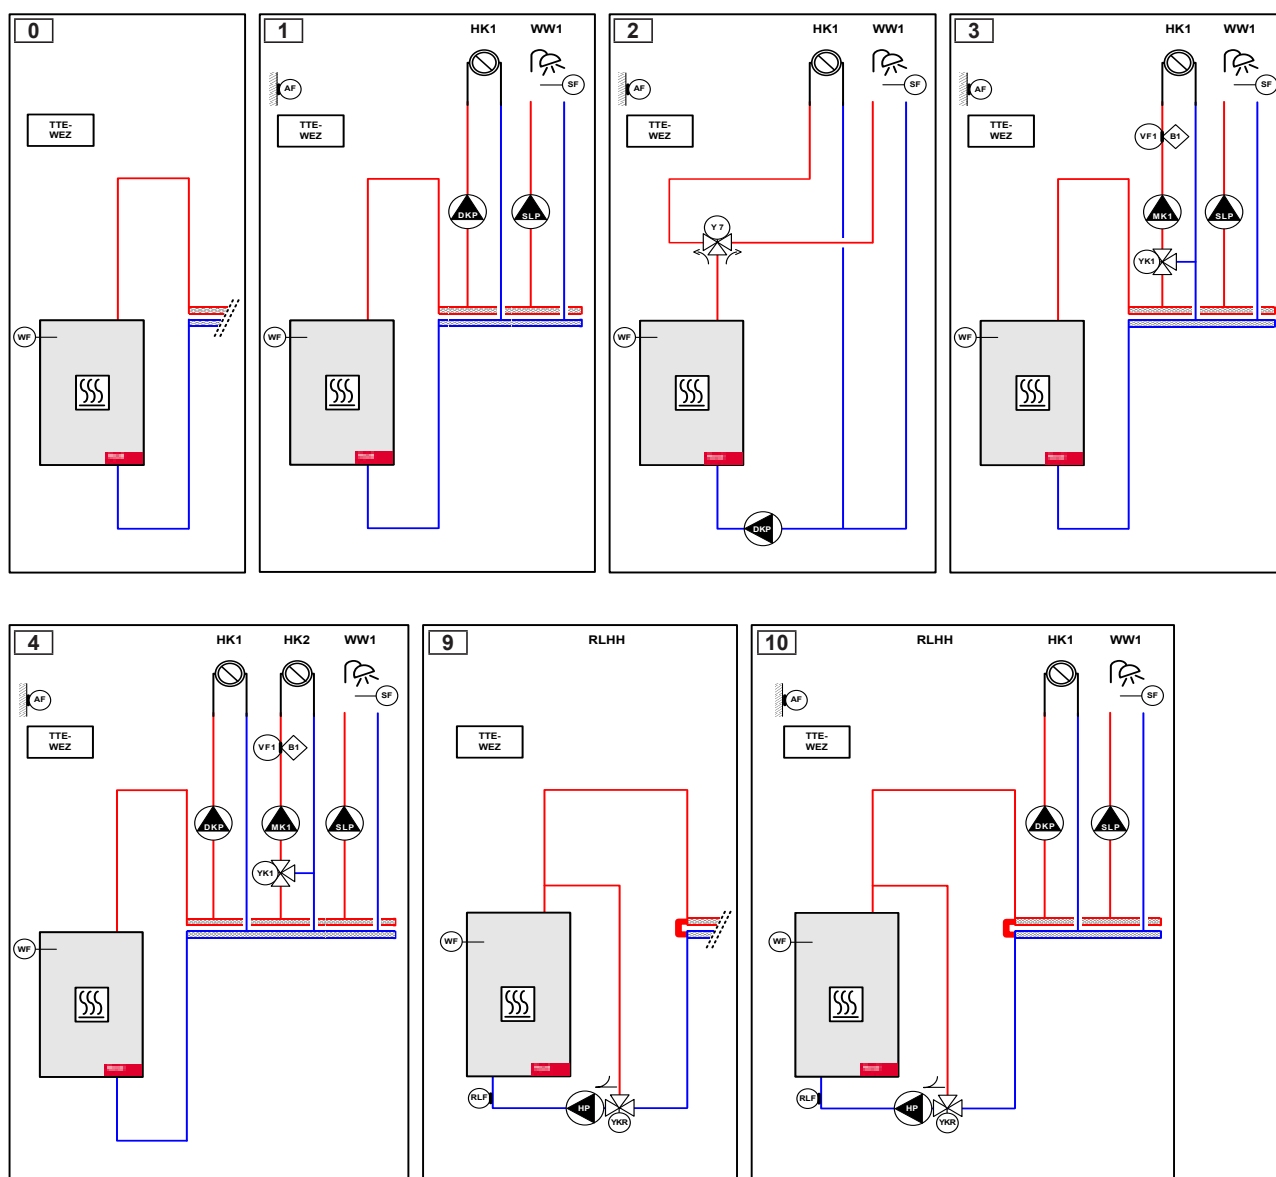 0
TTE-
WEZ
WF
1
HK1 WW1
AF
SF
TTE-
WEZ
DKP SLP
WF
2
HK1 WW1
AF
SF
TTE-
WEZ
Y7
WF
DKP
3
HK1 WW1
AF
SF
TTE-
WEZ
VF1 B1
MK1 SLP
YK1
WF
4
HK1 HK2 WW1
AF
SF
TTE-
WEZ
VF1 B1
DKP MK1 SLP
YK1
WF
9
RLHH
TTE-
WEZ
WF
RLF
HP
YKR
10
RLHH HK1 WW1
AF
SF
TTE-
WEZ
DKP SLP
WF
RLF
HP
YKR